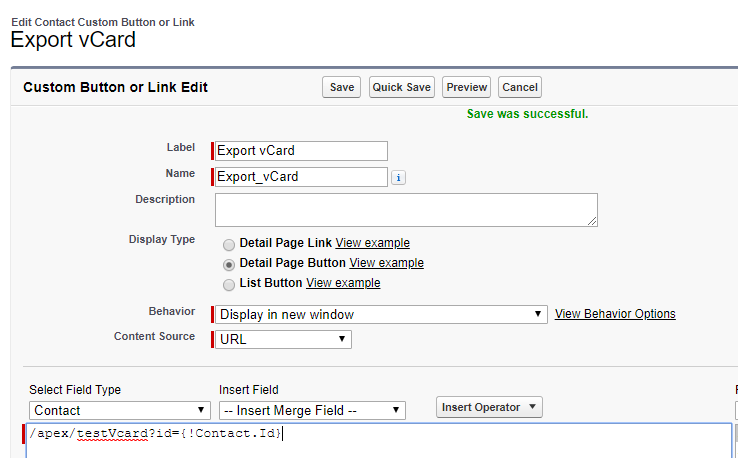 Edit Contact Custom Button or Link
Export vCard
Custom Button or Link Edit Save Quick Save Preview Cancel
Save was successful.
Label Export vCard
Name Export_vCard i
Description
Display Type Detail Page Link View example
Detail Page Button View example
List Button View example
Behavior Display in new window View Behavior Options
Content Source URL
Select Field Type Insert Field
Contact -- Insert Merge Field -- Insert Operator
/apex/testVcard?id={!Contact.Id}